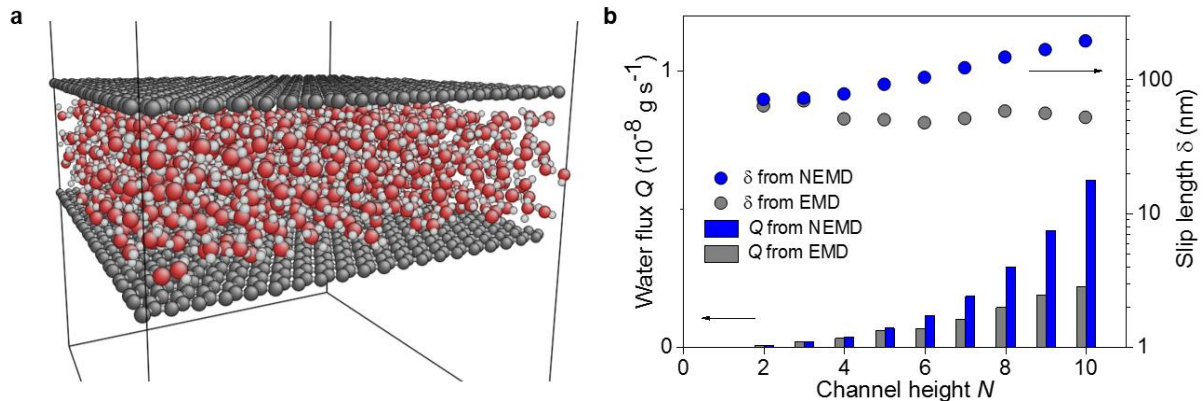 a
b
Water flux Q (10⁻⁸ g s⁻¹)
1
0
δ from NEMD
δ from EMD
Q from NEMD
Q from EMD
100
10
1
Slip length δ (nm)
0 2 4 6 8 10
Channel height N